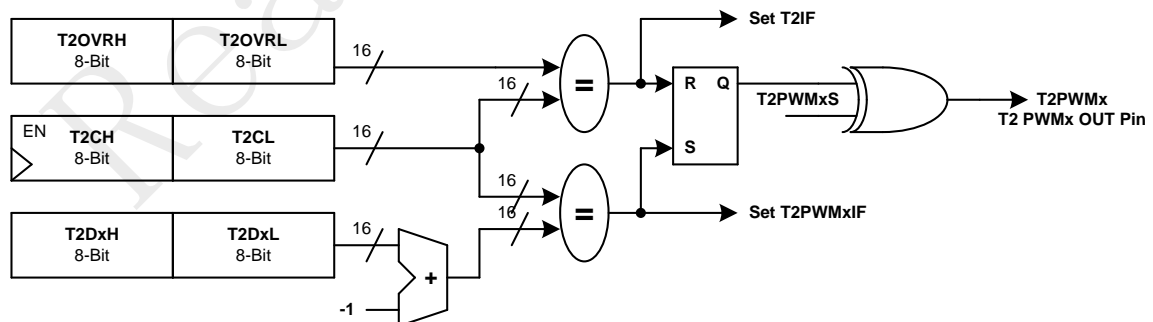 Set T2IF
T2OVRH T2OVRL
8-Bit 8-Bit
16
16
=
R Q
S
T2PWMxS
T2PWMx
T2 PWMx OUT Pin
EN
T2CH T2CL
8-Bit 8-Bit
16
16
16
=
Set T2PWMxIF
T2DxH T2DxL
8-Bit 8-Bit
16
+
-1
Rea